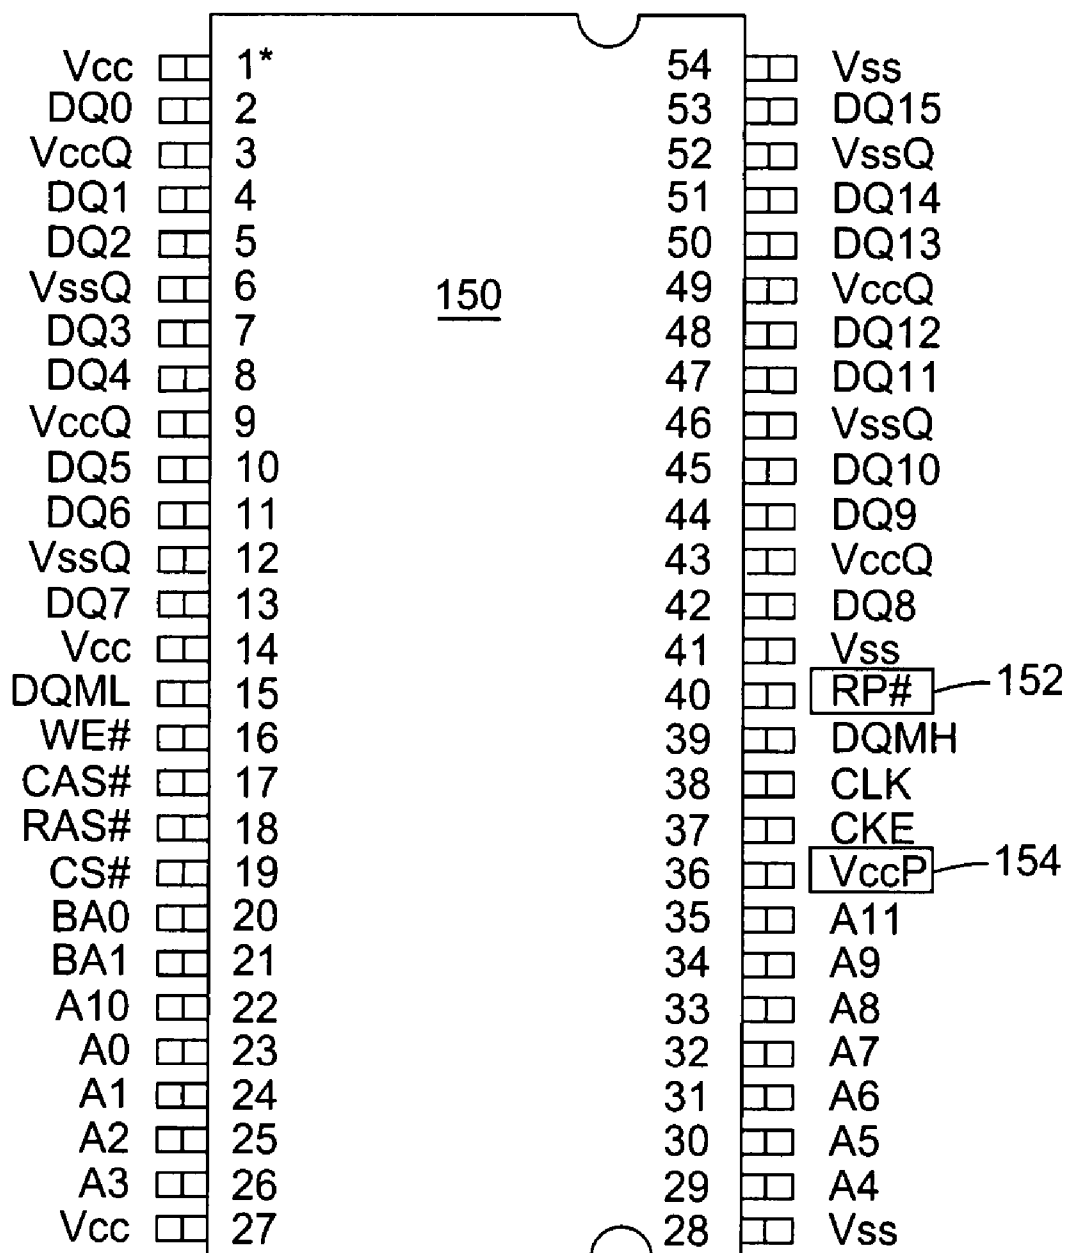 Vcc 1* 54 Vss
DQ0 2 53 DQ15
VccQ 3 52 VssQ
DQ1 4 51 DQ14
DQ2 5 50 DQ13
VssQ 6 150 49 VccQ
DQ3 7 48 DQ12
DQ4 8 47 DQ11
VccQ 9 46 VssQ
DQ5 10 45 DQ10
DQ6 11 44 DQ9
VssQ 12 43 VccQ
DQ7 13 42 DQ8
Vcc 14 41 Vss
DQML 15 40 RP# 152
WE# 16 39 DQMH
CAS# 17 38 CLK
RAS# 18 37 CKE
CS# 19 36 VccP 154
BA0 20 35 A11
BA1 21 34 A9
A10 22 33 A8
A0 23 32 A7
A1 24 31 A6
A2 25 30 A5
A3 26 29 A4
Vcc 27 28 Vss